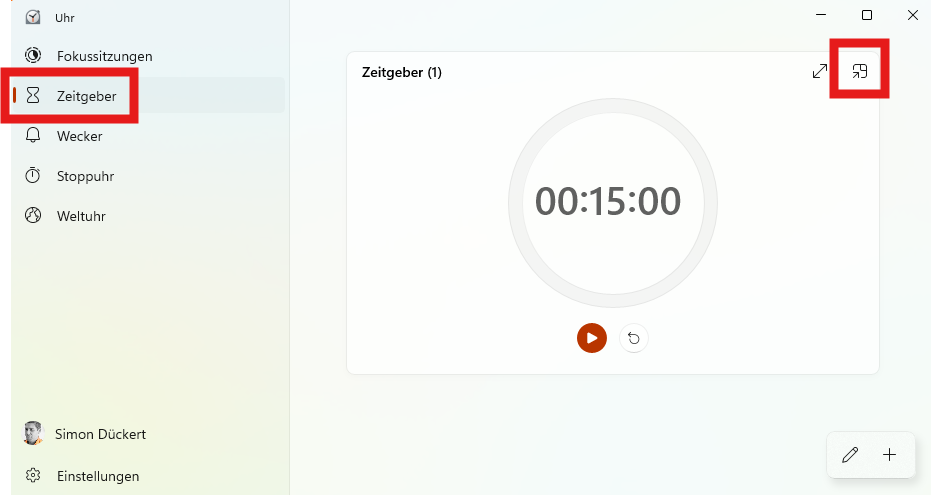 Uhr
Fokussitzungen
Zeitgeber
Wecker
Stoppuhr
Weltuhr
Simon Dückert
Einstellungen
Zeitgeber (1)
00:15:00